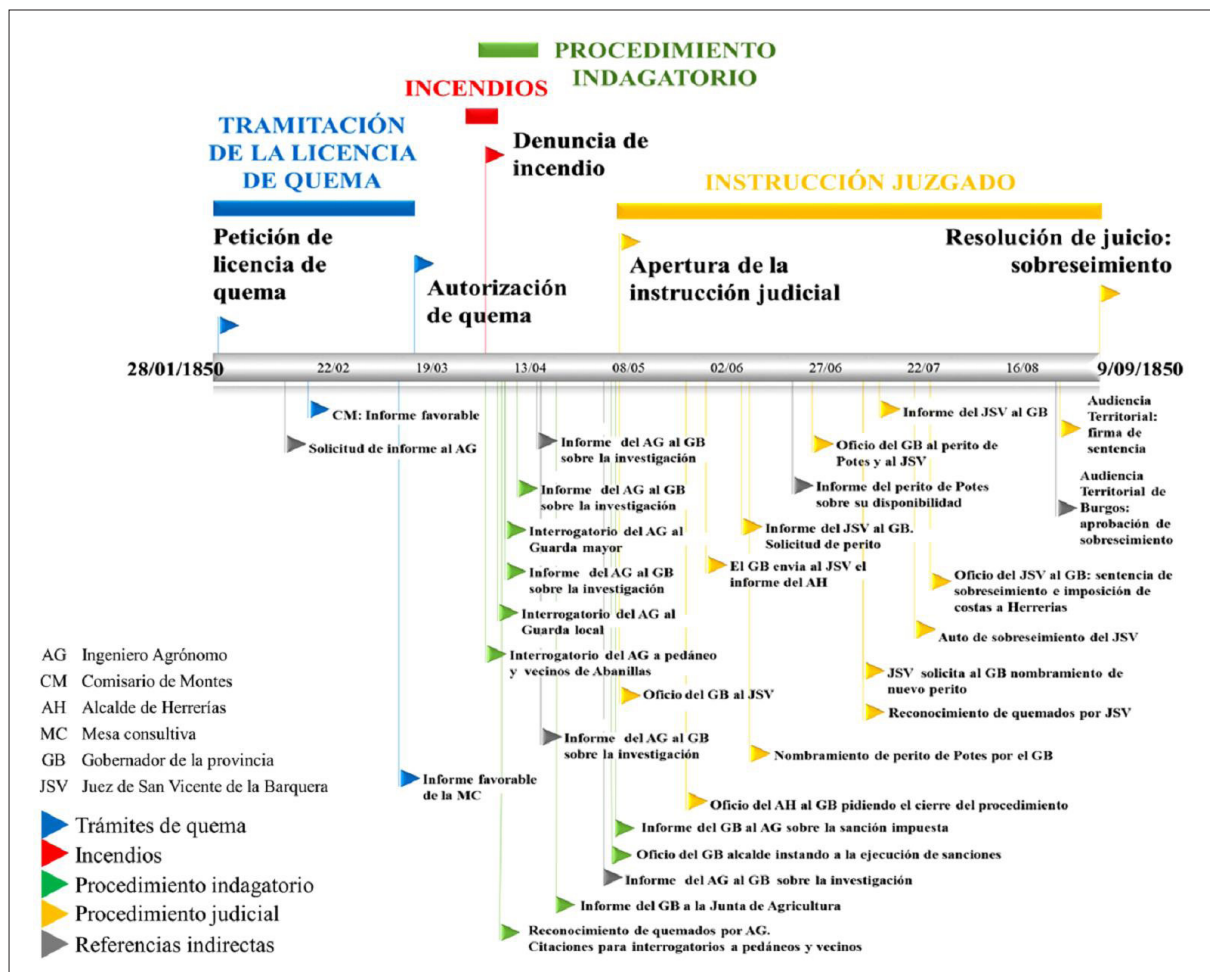 PROCEDIMIENTO
INDAGATORIO
INCENDIOS
TRAMITACIÓN
DE LA LICENCIA
DE QUEMA
Denuncia de
incendio
INSTRUCCIÓN JUZGADO
Petición de
licencia de
quema
Autorización
de quema
Apertura de la
instrucción judicial
Resolución de juicio:
sobreseimiento
28/01/1850
22/02
19/03
13/04
08/05
02/06
27/06
22/07
16/08
9/09/1850
CM: Informe favorable
Solicitud de informe al AG
Informe del AG al GB
sobre la investigación
Informe del AG al GB
sobre la investigación
Interrogatorio del AG al
Guarda mayor
Informe del AG al GB
sobre la investigación
Interrogatorio del AG al
Guarda local
Interrogatorio del AG a pedáneo
y vecinos de Abanillas
Oficio del GB al JSV
Informe del AG al GB
sobre la investigación
Informe favorable
de la MC
Informe del JSV al GB
Oficio del GB al perito de
Potes y al JSV
Informe del perito de Potes
sobre su disponibilidad
Informe del JSV al GB.
Solicitud de perito
El GB envia al JSV el
informe del AH
Audiencia
Territorial:
firma de
sentencia
Audiencia
Territorial de
Burgos:
aprobación de
sobreseimiento
Oficio del JSV al GB: sentencia de
sobreseimiento e imposición de
costas a Herrerias
Auto de sobreseimiento del JSV
JSV solicita al GB nombramiento de
nuevo perito
Reconocimiento de quemados por JSV
Nombramiento de perito de Potes por el GB
Oficio del AH al GB pidiendo el cierre del procedimiento
Informe del GB al AG sobre la sanción impuesta
Oficio del GB alcalde instando a la ejecución de sanciones
Informe del AG al GB sobre la investigación
Informe del GB a la Junta de Agricultura
Reconocimiento de quemados por AG.
Citaciones para interrogatorios a pedáneos y vecinos
AG Ingeniero Agrónomo
CM Comisario de Montes
AH Alcalde de Herrerías
MC Mesa consultiva
GB Gobernador de la provincia
JSV Juez de San Vicente de la Barquera
Trámites de quema
Incendios
Procedimiento indagatorio
Procedimiento judicial
Referencias indirectas